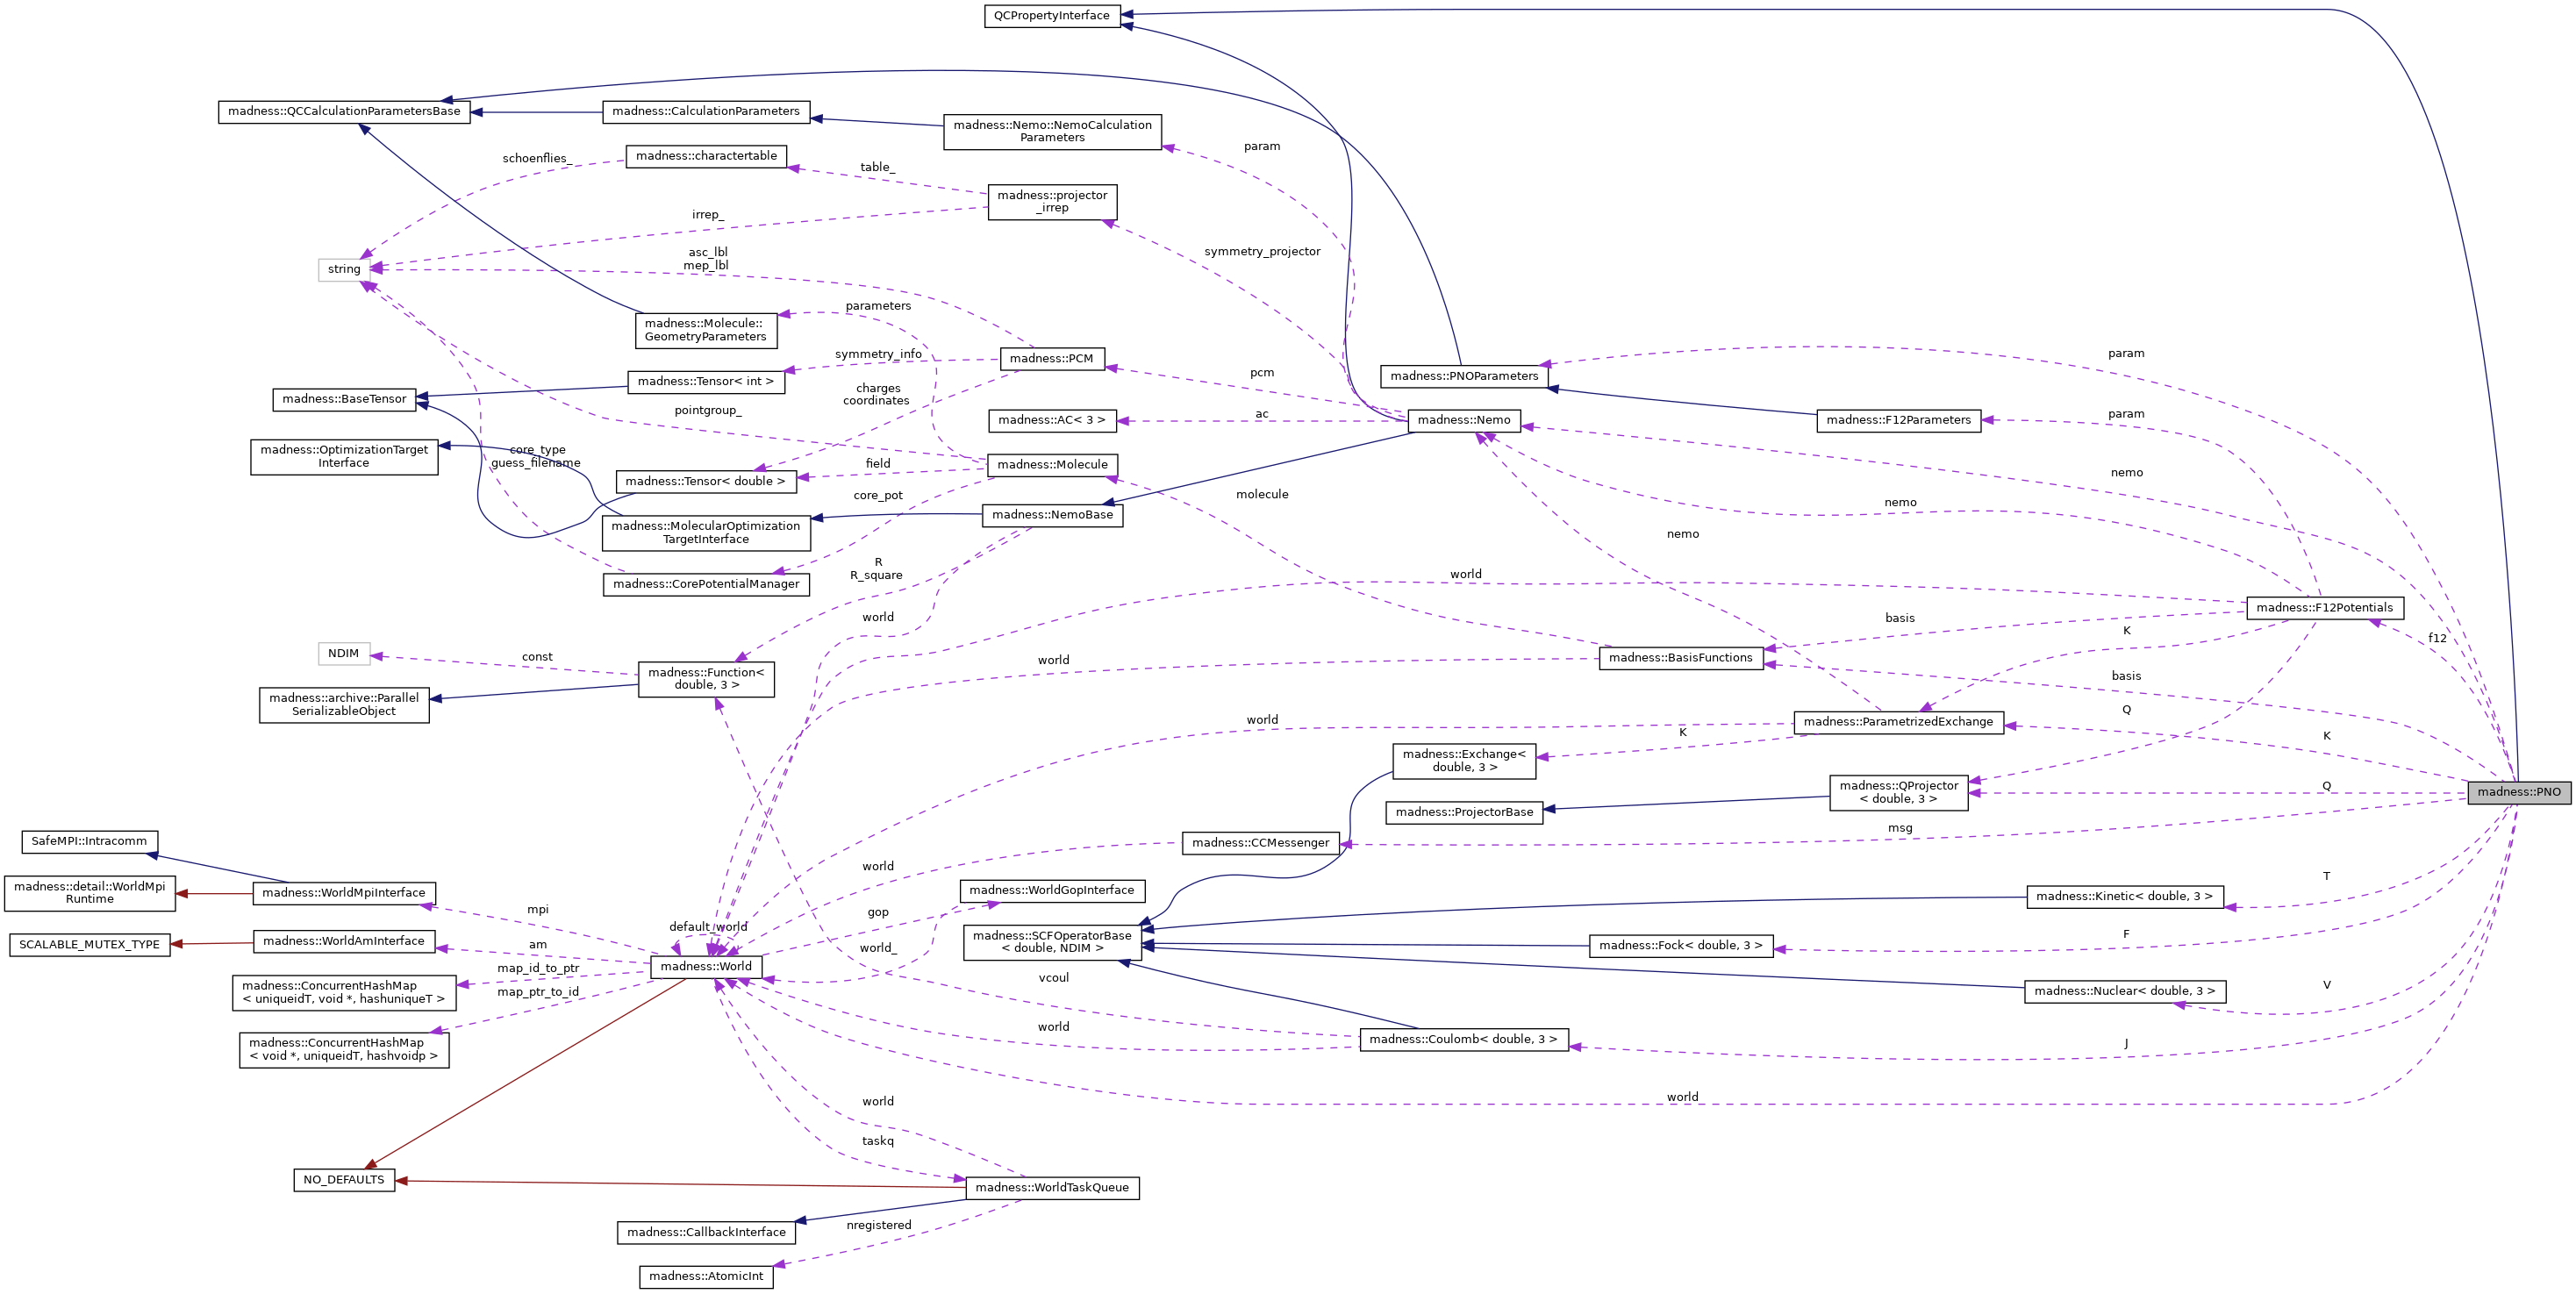 QCPropertyInterface
madness::QCCalculationParametersBase
madness::CalculationParameters
madness::Nemo::NemoCalculation
Parameters
param
schoenflies_
madness::charactertable
table_
madness::projector
_irrep
irrep_
symmetry_projector
asc_lbl
mep_lbl
string
parameters
madness::Molecule::
GeometryParameters
symmetry_info
madness::PCM
pcm
param
madness::PNOParameters
madness::Tensor< int >
charges
coordinates
madness::BaseTensor
pointgroup_
madness::AC< 3 >
ac
madness::Nemo
madness::F12Parameters
param
madness::OptimizationTarget
Interface
core_type
guess_filename
field
madness::Molecule
nemo
madness::Tensor< double >
core_pot
molecule
nemo
madness::MolecularOptimization
TargetInterface
madness::NemoBase
nemo
R
R_square
madness::CorePotentialManager
world
madness::F12Potentials
world
basis
K
f12
NDIM
const
madness::Function<
double, 3 >
world
madness::BasisFunctions
basis
madness::archive::Parallel
SerializableObject
Q
world
madness::ParametrizedExchange
K
K
madness::Exchange<
double, 3 >
madness::QProjector
< double, 3 >
Q
madness::PNO
madness::ProjectorBase
msg
SafeMPI::Intracomm
madness::CCMessenger
world
T
madness::detail::WorldMpi
Runtime
madness::WorldMpiInterface
madness::WorldGopInterface
madness::Kinetic< double, 3 >
mpi
gop
default_world
F
SCALABLE_MUTEX_TYPE
madness::WorldAmInterface
am
world_
madness::SCFOperatorBase
< double, NDIM >
madness::Fock< double, 3 >
madness::World
map_id_to_ptr
vcoul
V
madness::ConcurrentHashMap
< uniqueidT, void *, hashuniqueT >
map_ptr_to_id
madness::Nuclear< double, 3 >
world
madness::Coulomb< double, 3 >
J
madness::ConcurrentHashMap
< void *, uniqueidT, hashvoidp >
world
world
taskq
NO_DEFAULTS
madness::WorldTaskQueue
nregistered
madness::CallbackInterface
madness::AtomicInt